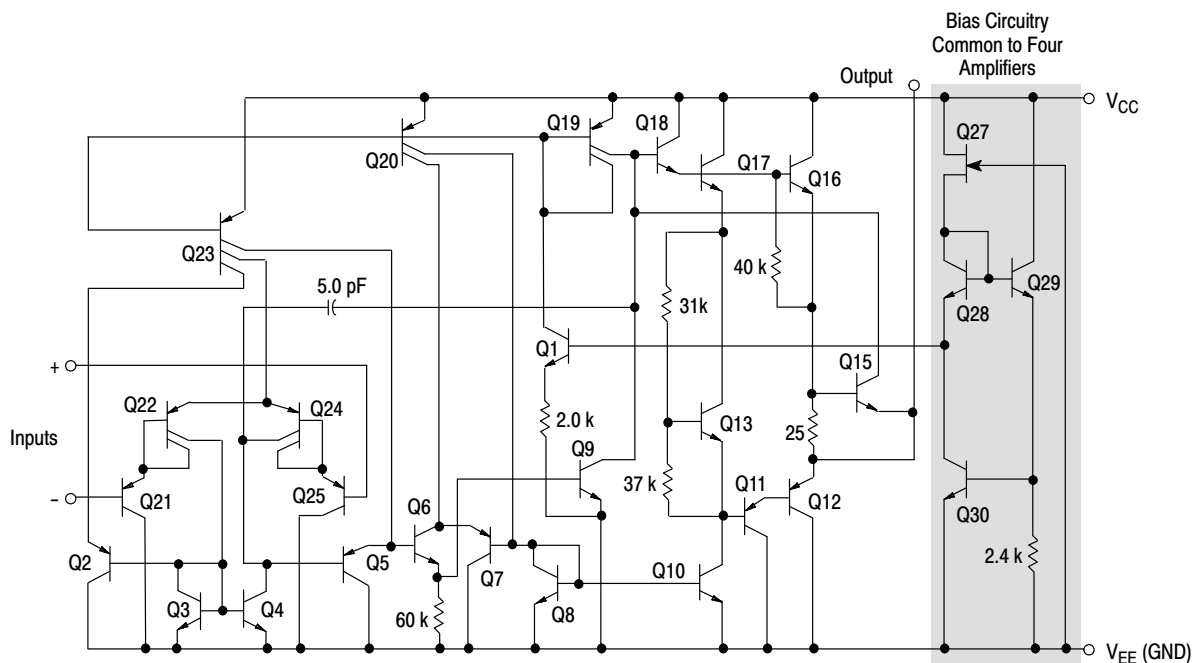 Bias Circuitry
Common to Four
Amplifiers
Output
VCC
Q19
Q18
Q27
Q20
Q17
Q16
Q23
40 k
5.0 pF
31k
Q28
Q29
Q1
Q15
+
Q22
Q24
Q13
Inputs
2.0 k
25
Q9
37 k
Q11
−
Q21
Q25
Q12
Q6
Q30
Q2
Q5
Q7
Q10
2.4 k
Q3
Q4
60 k
Q8
VEE (GND)